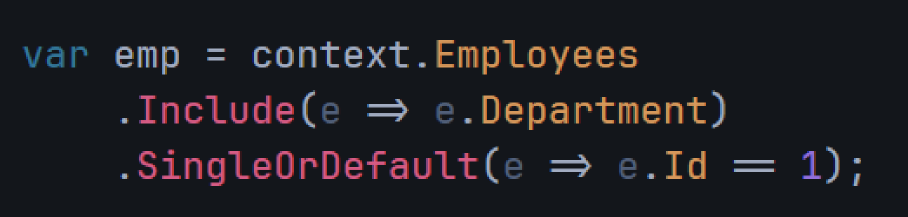 var emp = context.Employees
    .Include(e => e.Department)
    .SingleOrDefault(e => e.Id == 1);